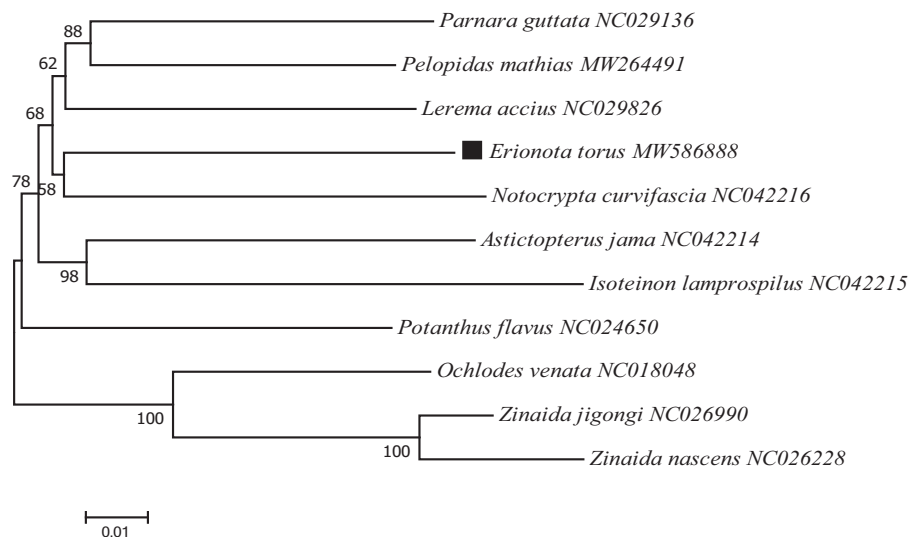 Parnara guttata NC029136
88
Pelopidas mathias MW264491
62
Lerema accius NC029826
68
Erionota torus MW586888
78
58
Notocrypta curvifascia NC042216
Astictopterus jama NC042214
98
Isoteinon lamprospilus NC042215
Potanthus flavus NC024650
Ochlodes venata NC018048
100
Zinaida jigongi NC026990
100
Zinaida nascens NC026228
0.01